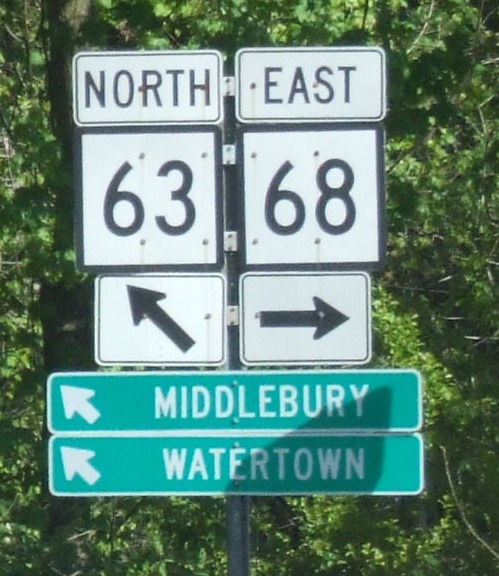 NORTH EAST
63 68
MIDDLEBURY
WATERTOWN